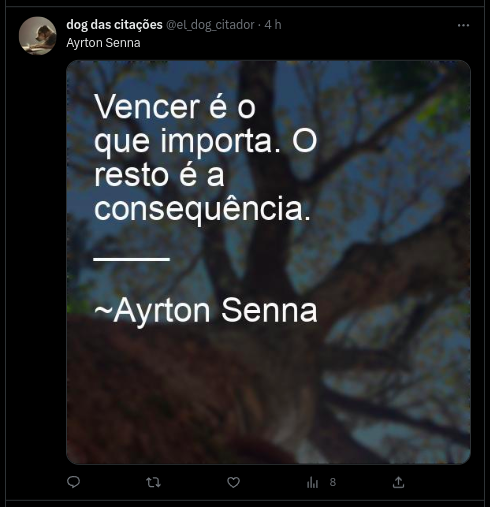 dog das citações @el_dog_citador · 4 h
Ayrton Senna
Vencer é o
que importa. O
resto é a
consequência.
~Ayrton Senna
8